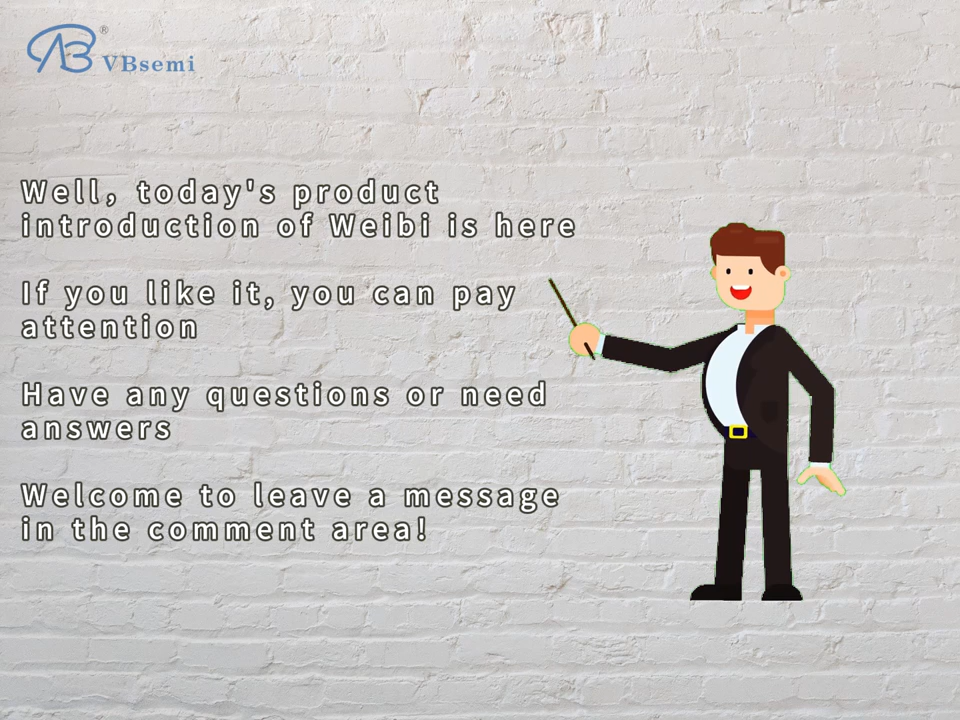 VBsemi
Well, today's product
introduction of Weibi is here
If you like it, you can pay
attention
Have any questions or need
answers
Welcome to leave a message
in the comment area!